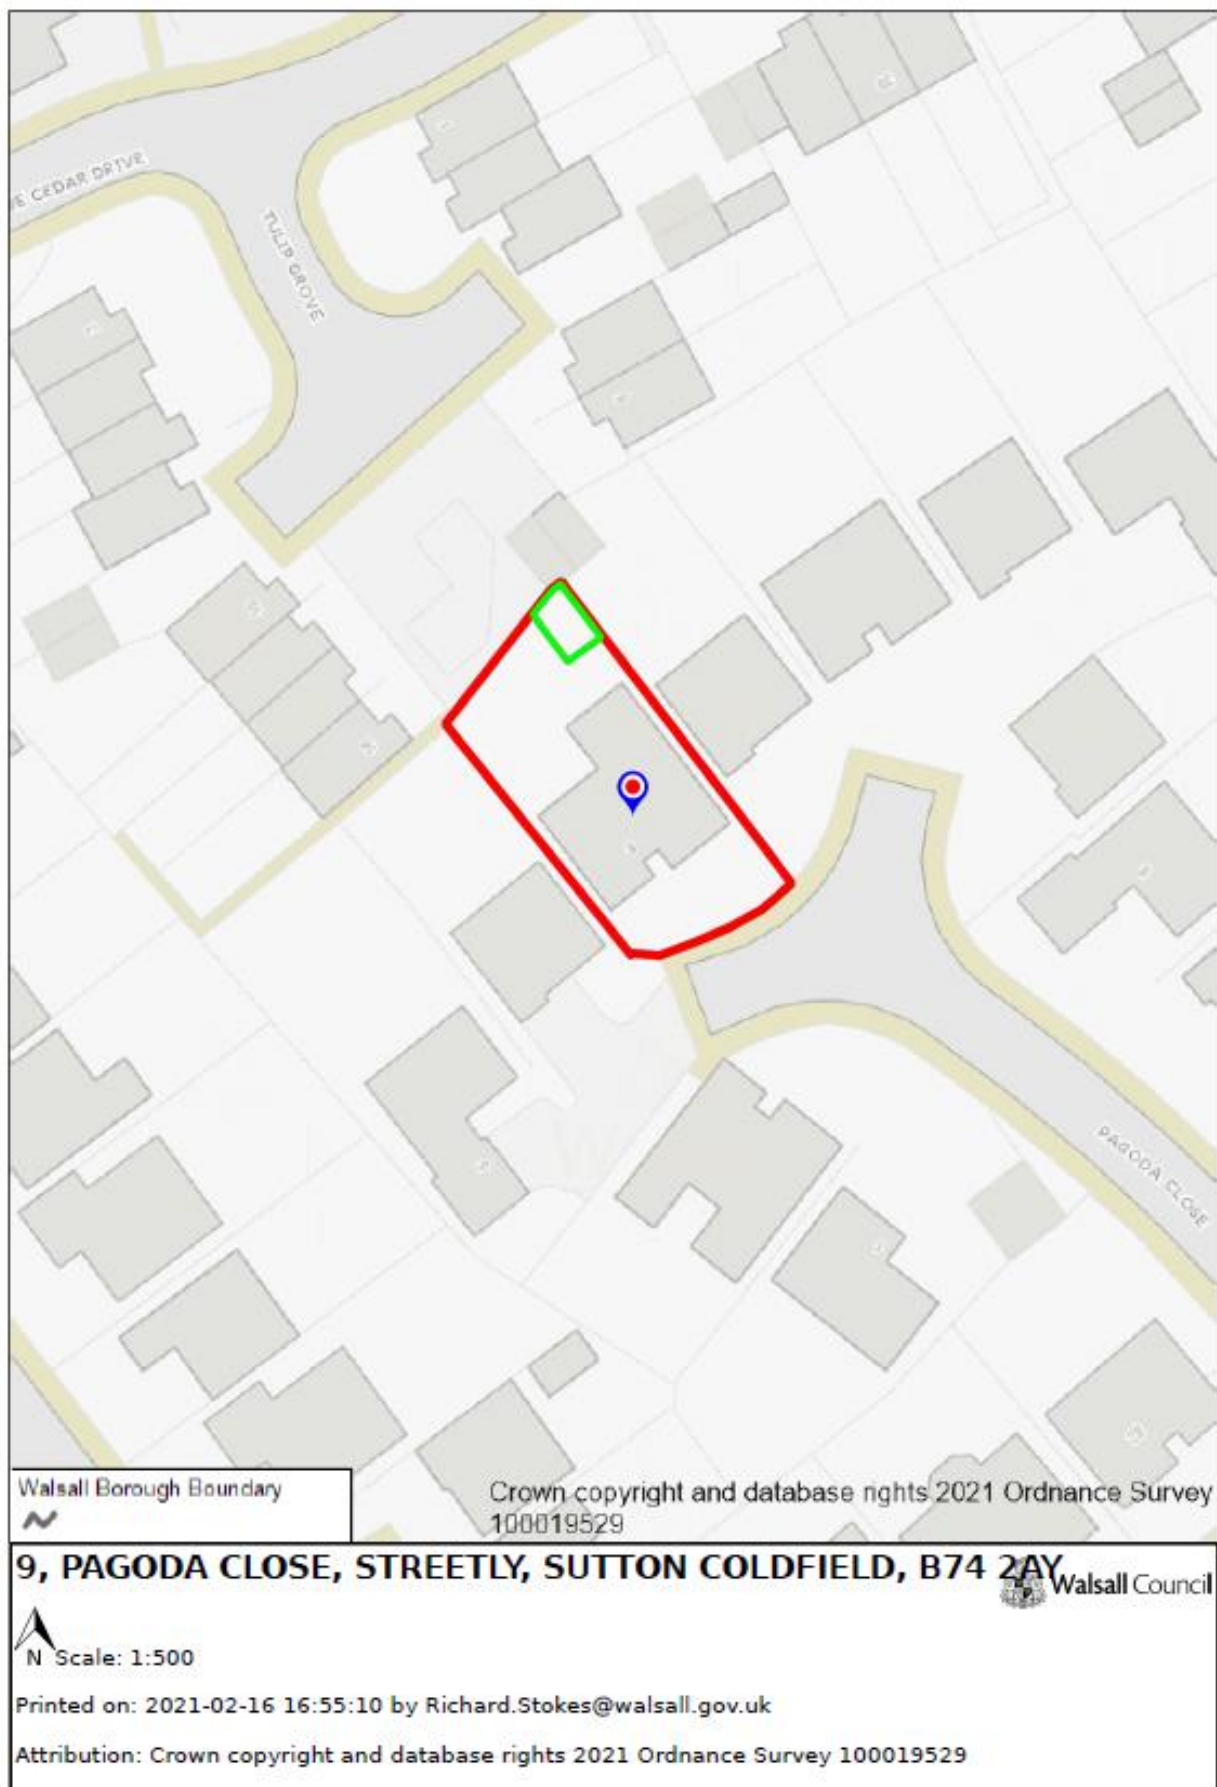 E CEDAR DRIVE
TULIP GROVE
PAGODA CLOSE
Walsall Borough Boundary
Crown copyright and database rights 2021 Ordnance Survey
100019529
9, PAGODA CLOSE, STREETLY, SUTTON COLDFIELD, B74 2AY
Walsall Council
N Scale: 1:500
Printed on: 2021-02-16 16:55:10 by Richard.Stokes@walsall.gov.uk
Attribution: Crown copyright and database rights 2021 Ordnance Survey 100019529